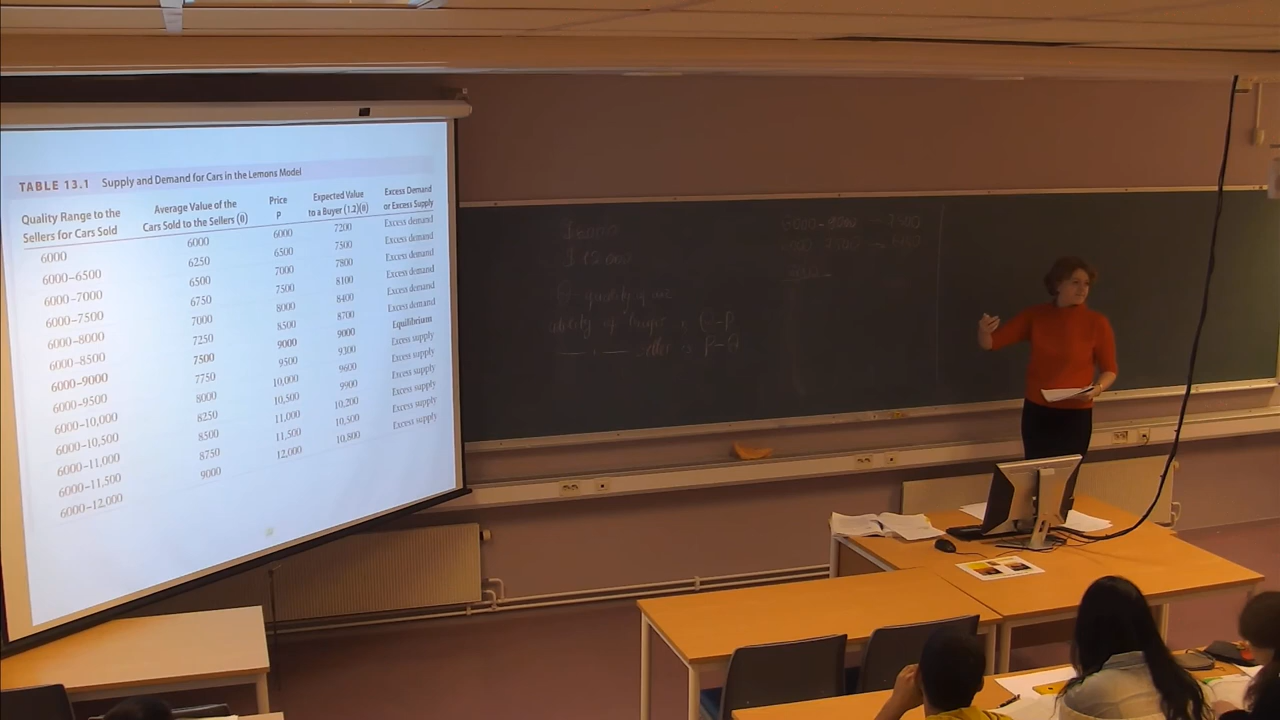 TABLE 13.1 Supply and Demand for Cars in the Lemons Model
Quality Range to the Sellers for Cars Sold Average Value of the Cars Sold to the Sellers (θ) Price P Expected Value to a Buyer (1.2)(θ) Excess Demand or Excess Supply
6000 6000 6000 7200 Excess demand
6000–6500 6250 6500 7500 Excess demand
6000–7000 6500 7000 7800 Excess demand
6000–7500 6750 7500 8100 Excess demand
6000–8000 7000 8000 8400 Excess demand
6000–8500 7250 8500 8700 Excess demand
6000–9000 7500 9000 9000 Equilibrium
6000–9500 7750 9500 9300 Excess supply
6000–10,000 8000 10,000 9600 Excess supply
6000–10,500 8250 10,500 9900 Excess supply
6000–11,000 8500 11,000 10,200 Excess supply
6000–11,500 8750 11,500 10,500 Excess supply
6000–12,000 9000 12,000 10,800 Excess supply
θ – quality of
utility of buyer